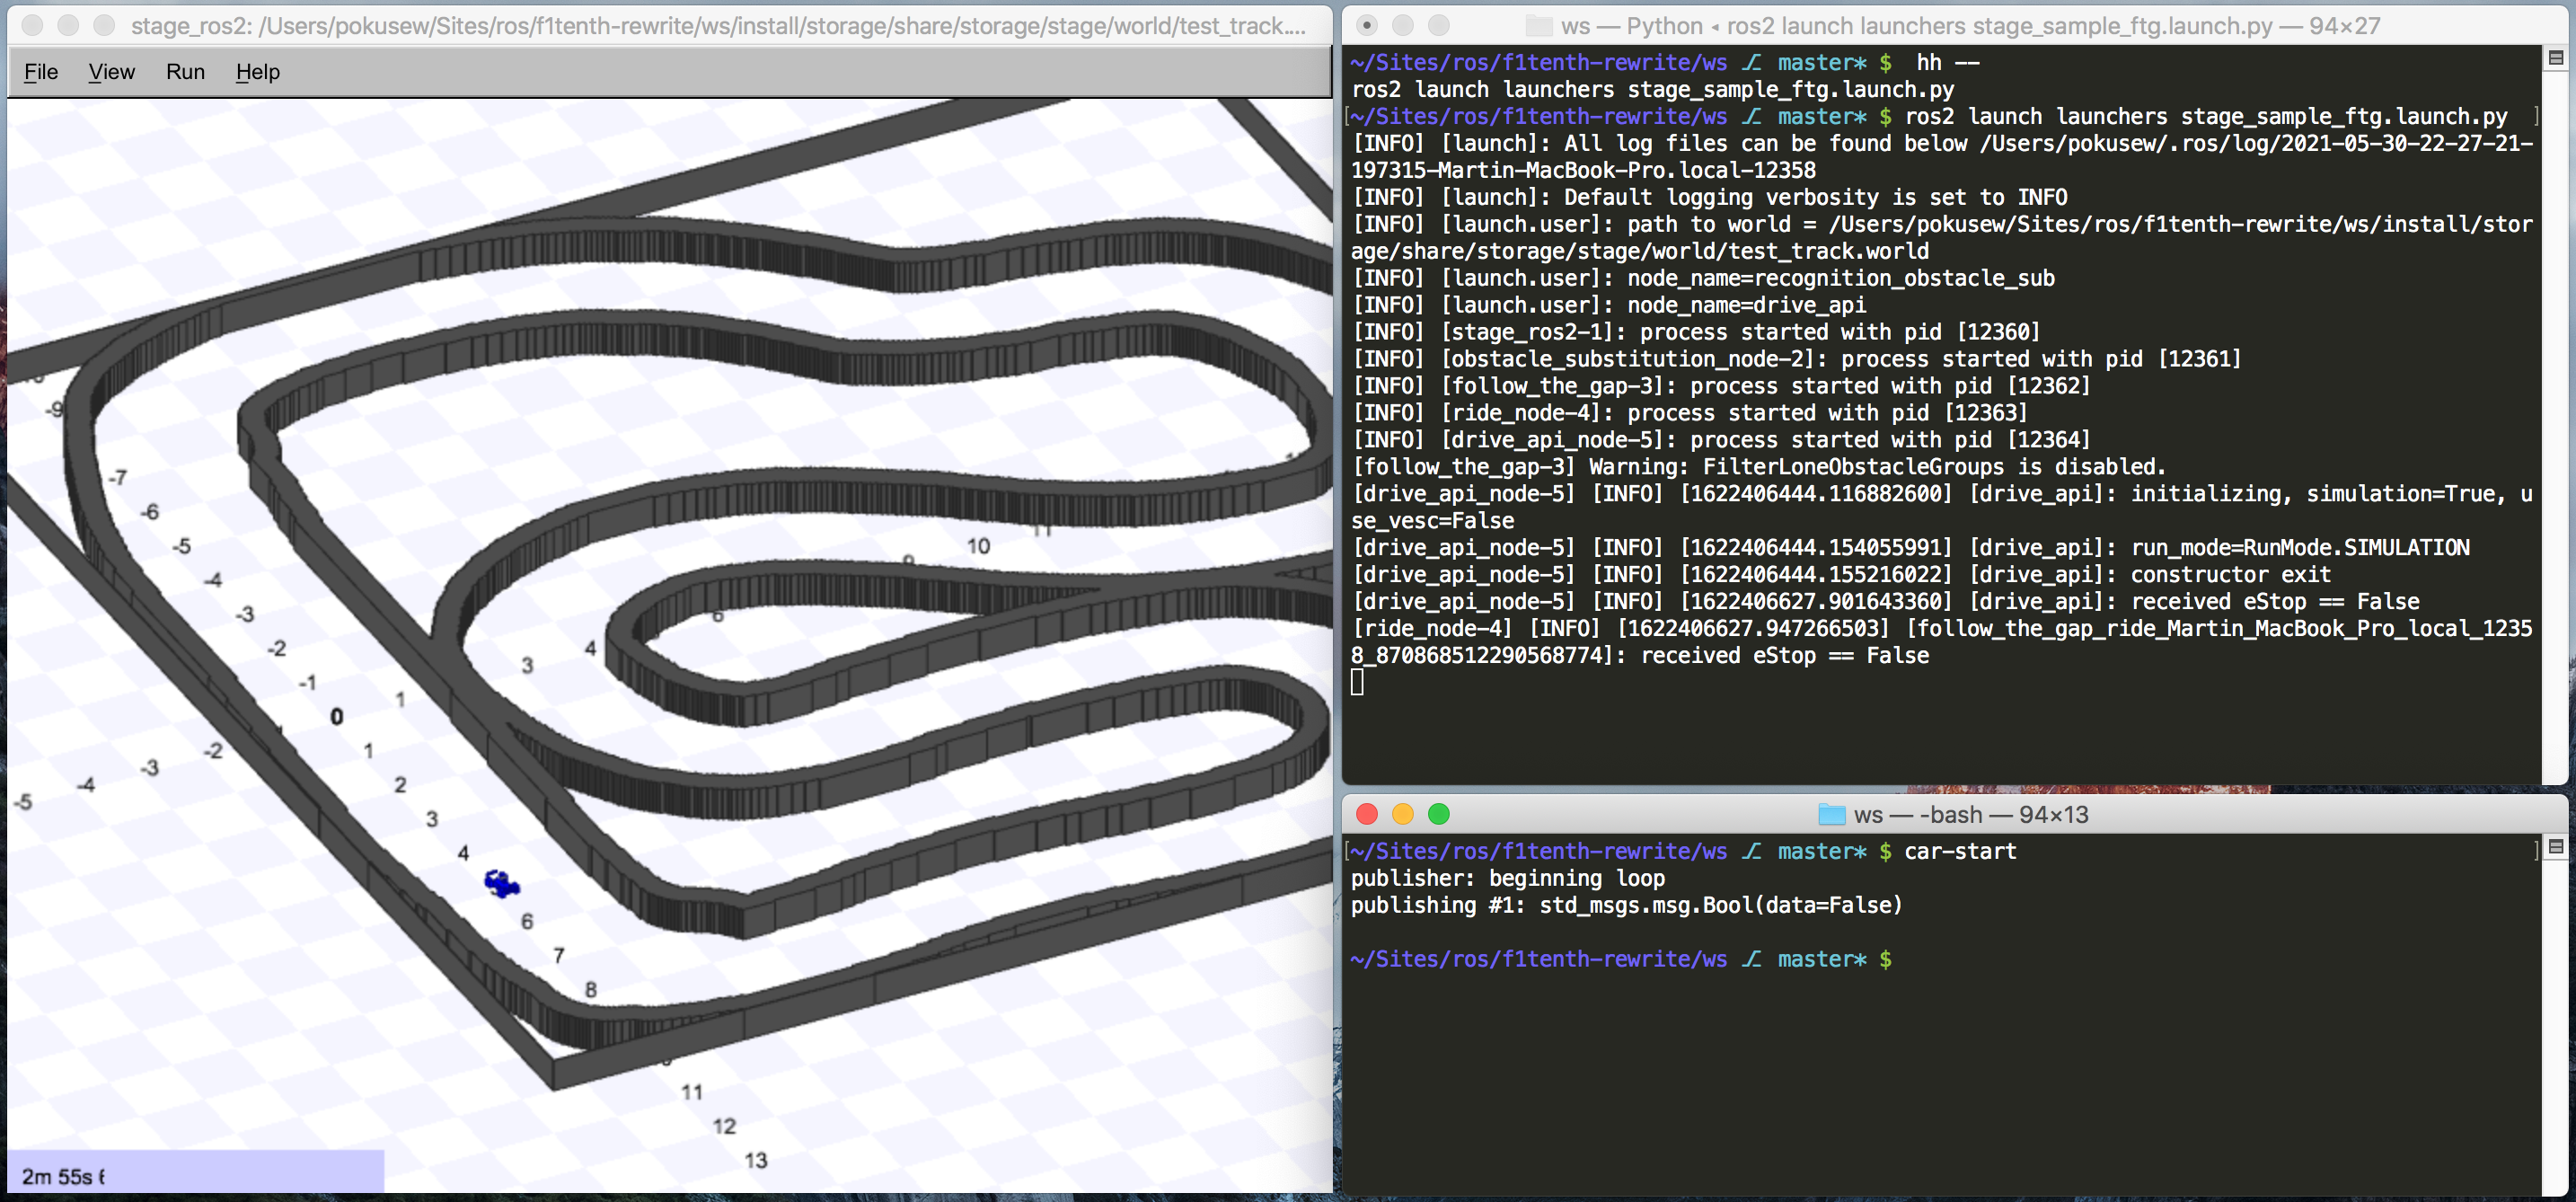 stage_ros2: /Users/pokusew/Sites/ros/f1tenth-rewrite/ws/install/storage/share/storage/stage/world/test_track....
File View Run Help
-9
-7
-6
-5
-4
-3
-2
-1
0
1
1
2
3
4
6
7
8
11
12
13
-2
-3
-4
-5
3
4
6
9
10
11
2m 55s
ws — Python ◂ ros2 launch launchers stage_sample_ftg.launch.py — 94×27
~/Sites/ros/f1tenth-rewrite/ws ⎇ master* $  hh --
ros2 launch launchers stage_sample_ftg.launch.py
[~/Sites/ros/f1tenth-rewrite/ws ⎇ master* $ ros2 launch launchers stage_sample_ftg.launch.py ]
[INFO] [launch]: All log files can be found below /Users/pokusew/.ros/log/2021-05-30-22-27-21-
197315-Martin-MacBook-Pro.local-12358
[INFO] [launch]: Default logging verbosity is set to INFO
[INFO] [launch.user]: path to world = /Users/pokusew/Sites/ros/f1tenth-rewrite/ws/install/stor
age/share/storage/stage/world/test_track.world
[INFO] [launch.user]: node_name=recognition_obstacle_sub
[INFO] [launch.user]: node_name=drive_api
[INFO] [stage_ros2-1]: process started with pid [12360]
[INFO] [obstacle_substitution_node-2]: process started with pid [12361]
[INFO] [follow_the_gap-3]: process started with pid [12362]
[INFO] [ride_node-4]: process started with pid [12363]
[INFO] [drive_api_node-5]: process started with pid [12364]
[follow_the_gap-3] Warning: FilterLoneObstacleGroups is disabled.
[drive_api_node-5] [INFO] [1622406444.116882600] [drive_api]: initializing, simulation=True, u
se_vesc=False
[drive_api_node-5] [INFO] [1622406444.154055991] [drive_api]: run_mode=RunMode.SIMULATION
[drive_api_node-5] [INFO] [1622406444.155216022] [drive_api]: constructor exit
[drive_api_node-5] [INFO] [1622406627.901643360] [drive_api]: received eStop == False
[ride_node-4] [INFO] [1622406627.947266503] [follow_the_gap_ride_Martin_MacBook_Pro_local_1235
8_870868512290568774]: received eStop == False
ws — -bash — 94×13
[~/Sites/ros/f1tenth-rewrite/ws ⎇ master* $ car-start ]
publisher: beginning loop
publishing #1: std_msgs.msg.Bool(data=False)
~/Sites/ros/f1tenth-rewrite/ws ⎇ master* $